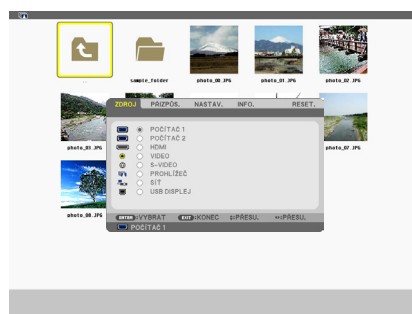 ..
sample_folder
photo_00.JPG
photo_01.JPG
photo_02.JPG
ZDROJ PŘIZPŮS. NASTAV. INFO. RESET.
photo_03.JPG
photo_07.JPG
POČÍTAČ 1
POČÍTAČ 2
HDMI
VIDEO
S-VIDEO
PROHLÍŽEČ
SÍŤ
USB DISPLEJ
photo_08.JPG
ENTER:VYBRAT EXIT:KONEC ↕:PŘESU. ↔:PŘESU.
POČÍTAČ 1